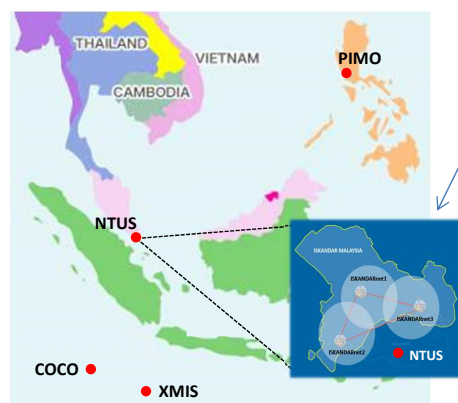 THAILAND
VIETNAM
PIMO
CAMBODIA
NTUS
ISKANDAR MALAYSIA
ISKANDARnet1
ISKANDARnet3
ISKANDARnet2
NTUS
COCO
XMIS